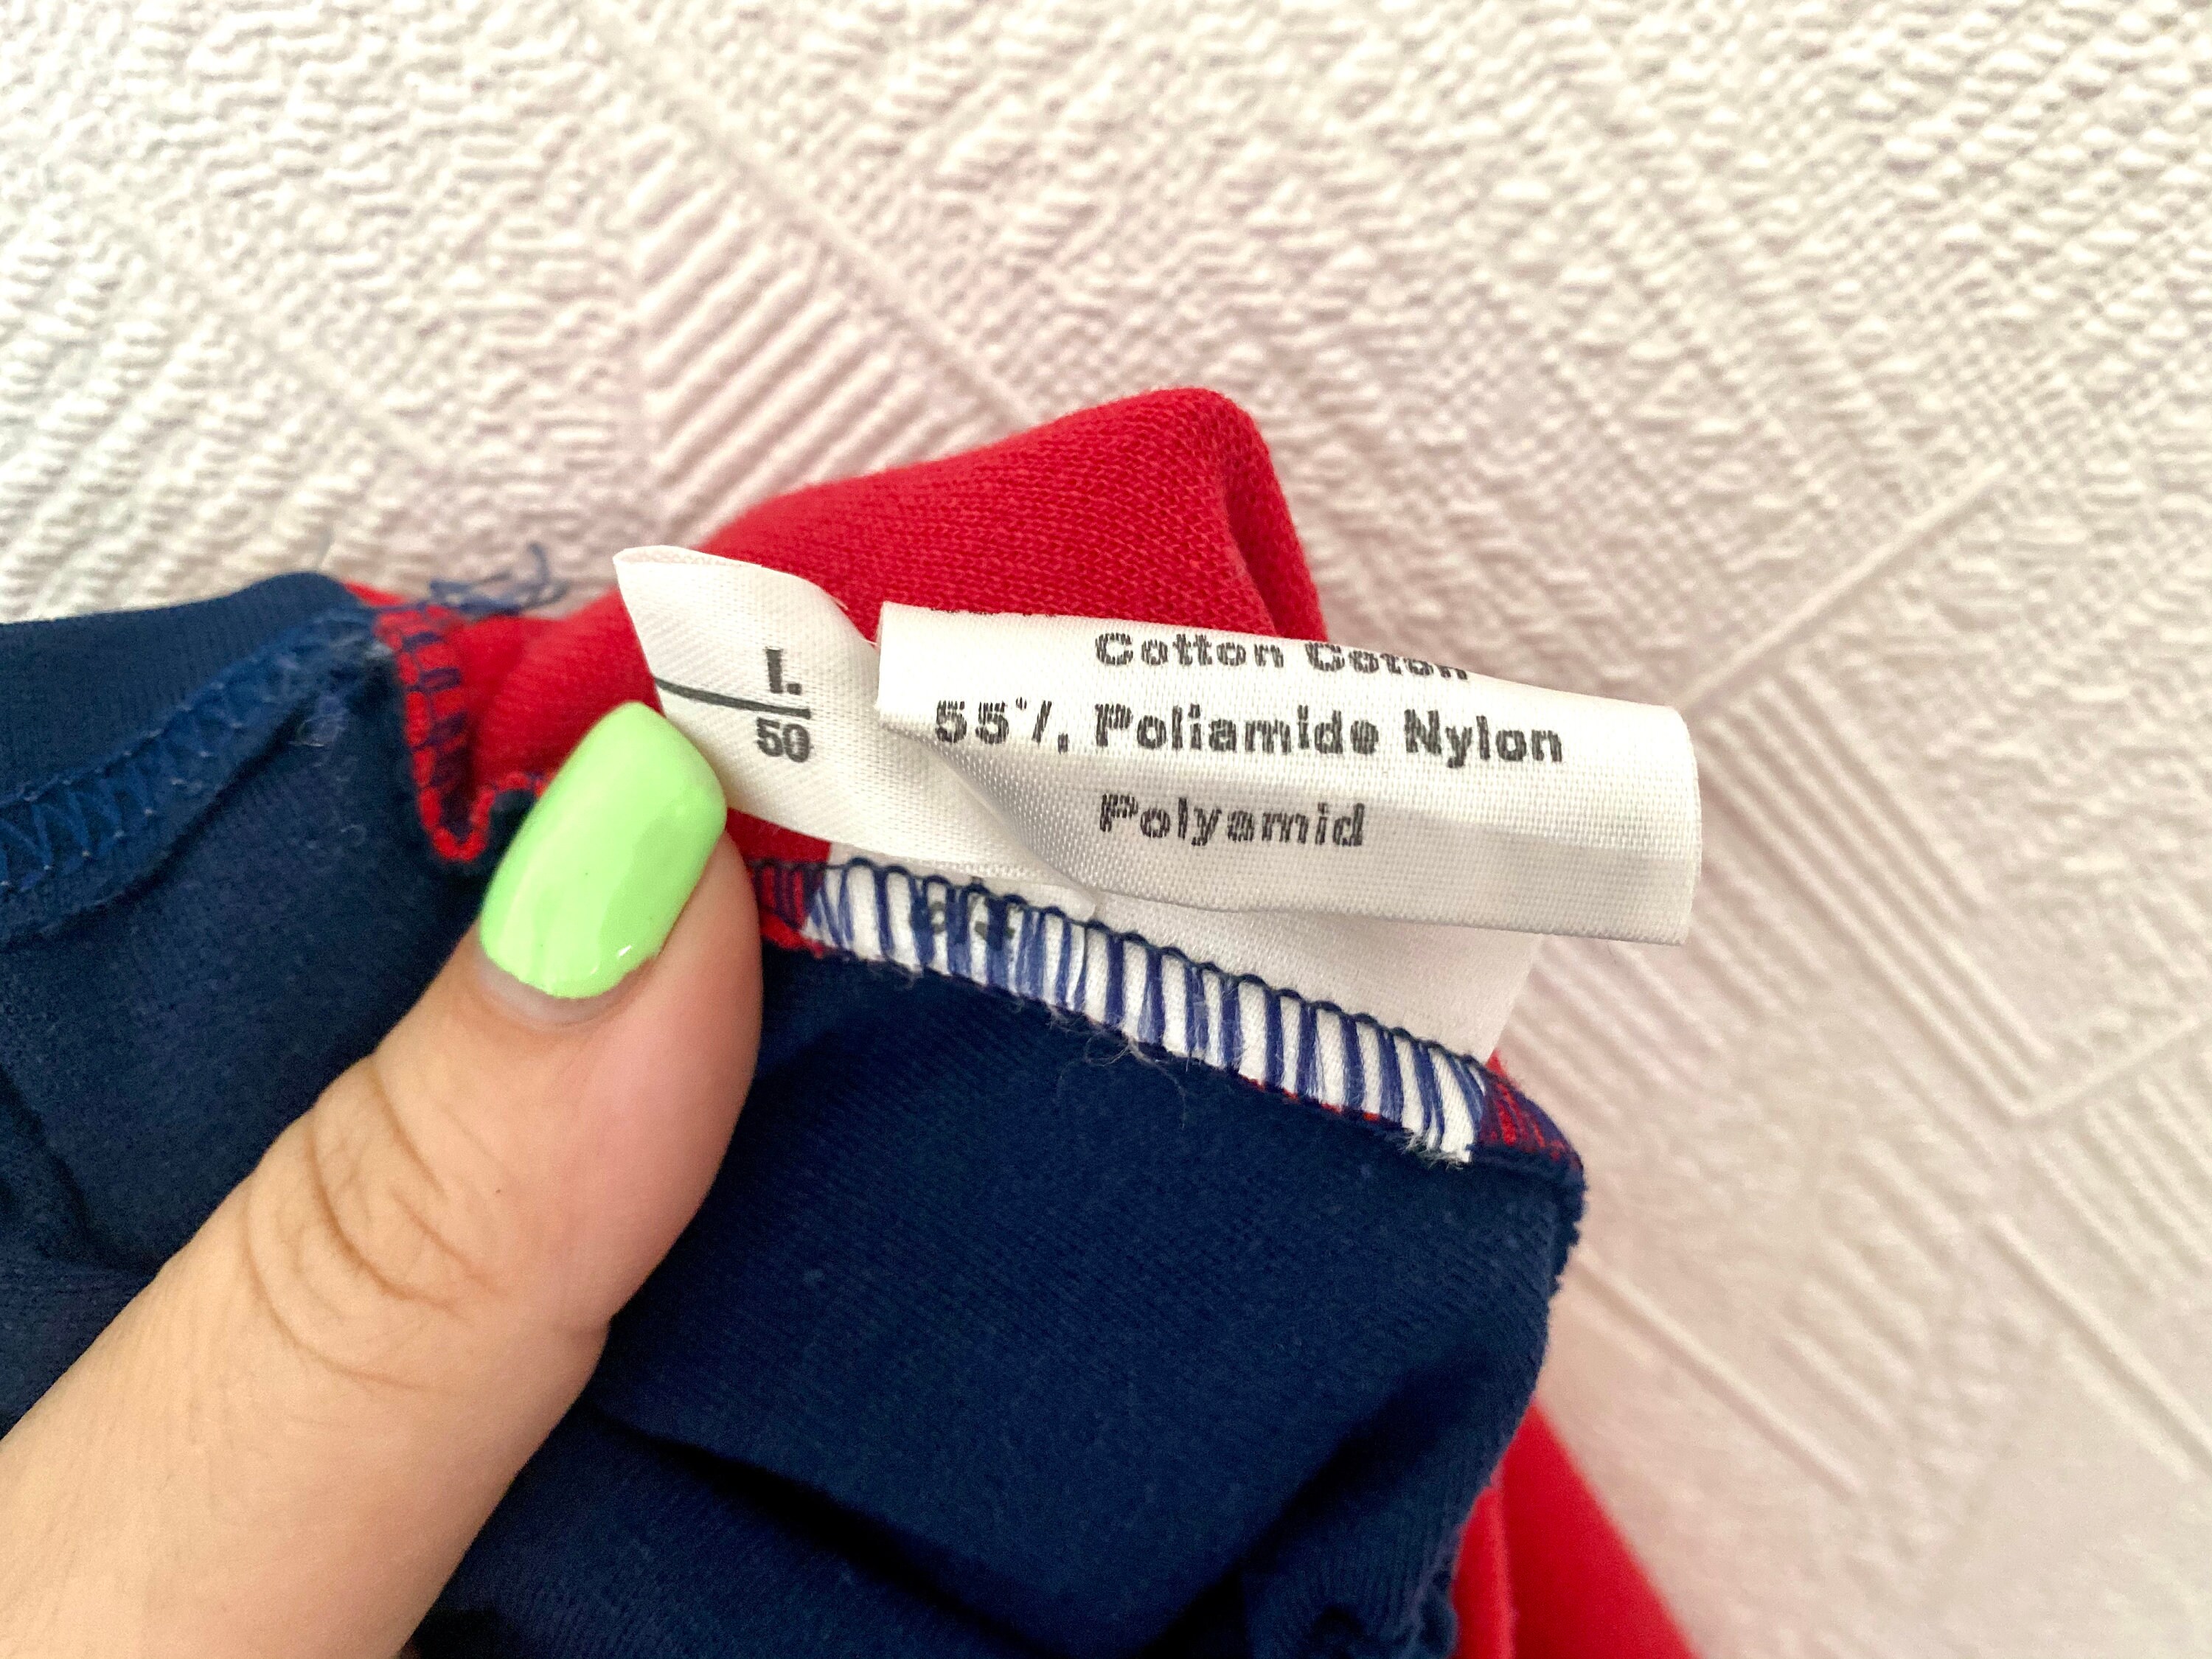 L
50
Cotton Coton
55%, Poliamide Nylon
Polyamid